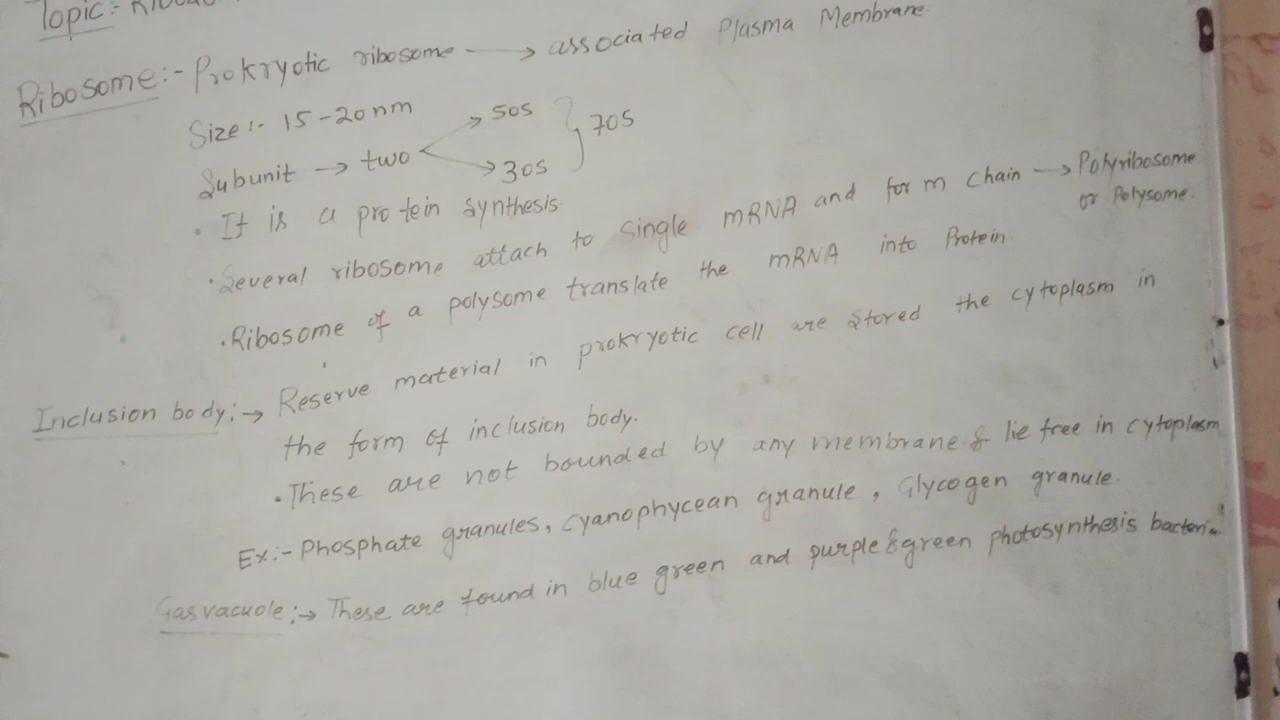 Topic:-
Ribosome:- Prokryotic ribosome → associated Plasma Membrane
Size:- 15-20nm
Subunit → two → 50S → 30S } 70S
• It is a protein synthesis
• Several ribosome attach to single mRNA and form chain → Polyribosome
or Polysome.
• Ribosome of a polysome translate the mRNA into Protein
Inclusion body:→ Reserve material in prokryotic cell are stored the cytoplasm in
the form of inclusion body.
• These are not bounded by any membrane & lie free in cytoplasm
Ex:- Phosphate granules, cyanophycean granule, Glycogen granule.
Gas vacuole:→ These are found in blue green and purple & green photosynthesis bacteria